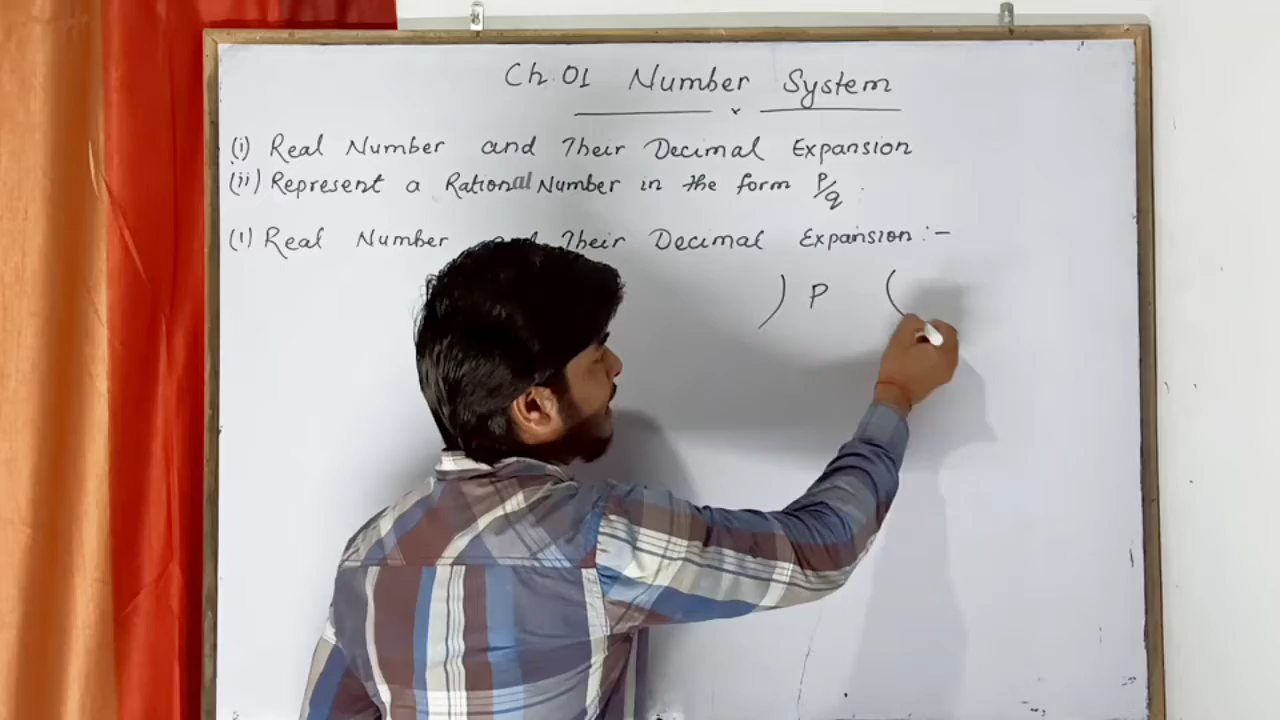 Ch. 01 Number System
x
(i) Real Number and Their Decimal Expansion
(ii) Represent a Rational Number in the form P/q.
(1) Real Number and Their Decimal Expansion :-
) P (